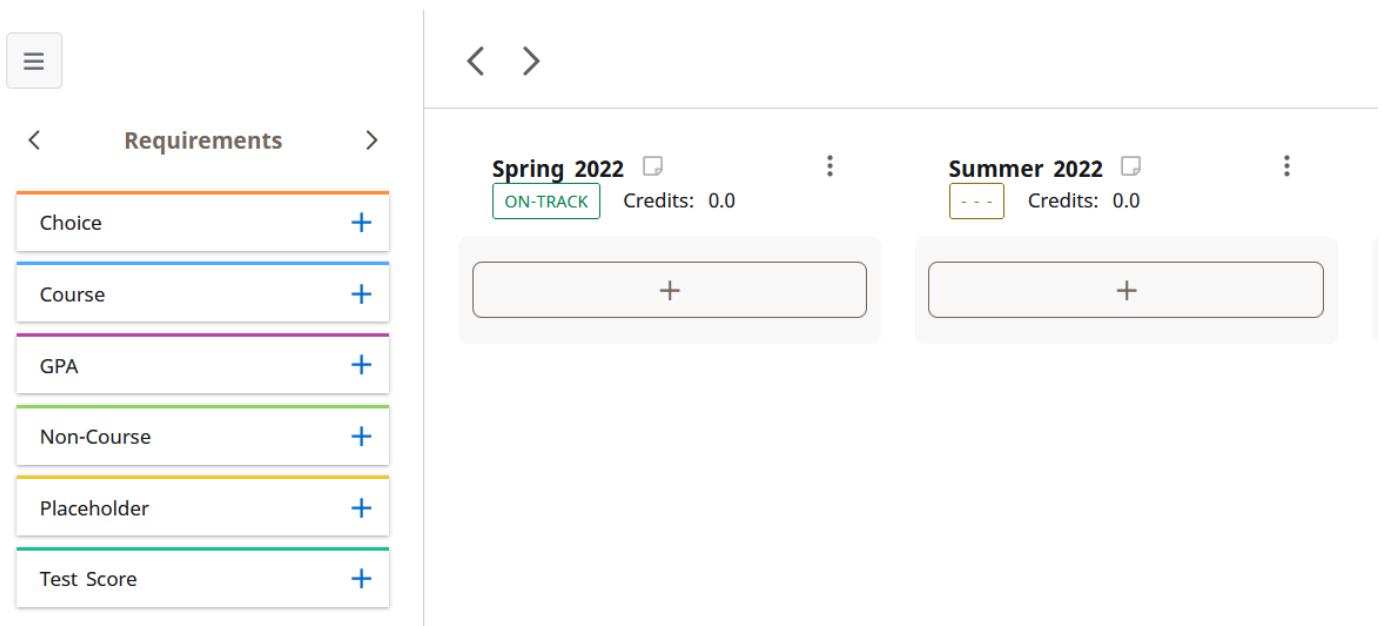 Requirements
Choice
Course
GPA
Non-Course
Placeholder
Test Score
Spring 2022
ON-TRACK Credits: 0.0
Summer 2022
- - - Credits: 0.0